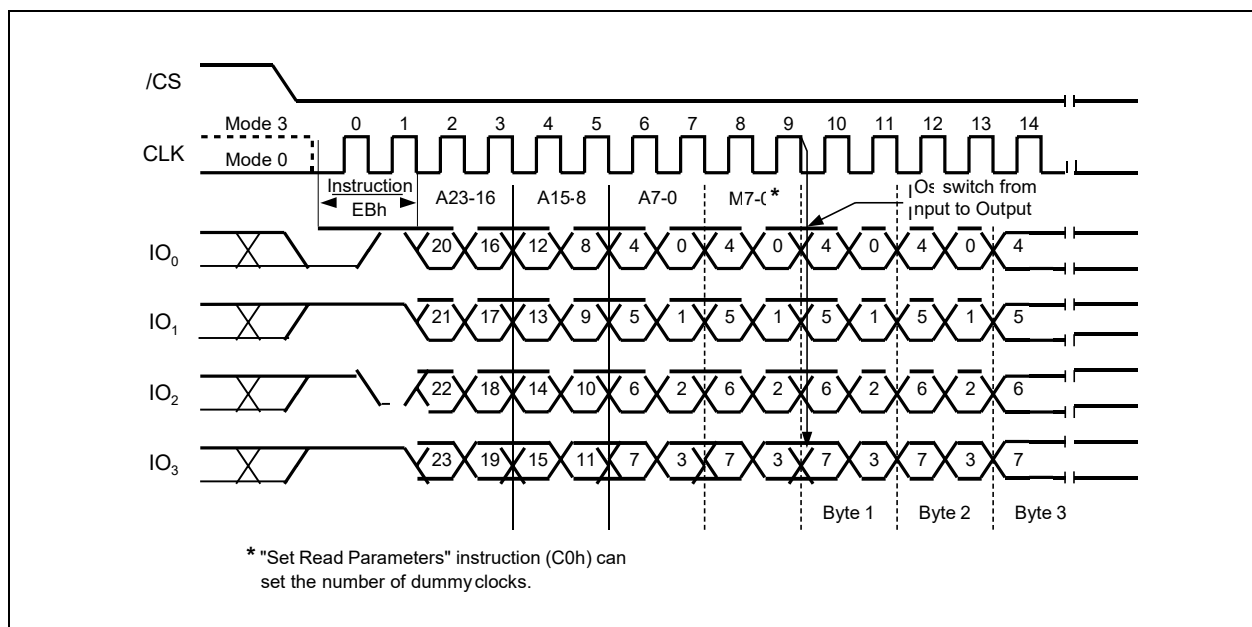 /CS
Mode 3 0 1 2 3 4 5 6 7 8 9 10 11 12 13 14
CLK
Mode 0
Instruction A23-16 A15-8 A7-0 M7-0* IOs switch from
EBh Input to Output
IO0 20 16 12 8 4 0 4 0 4 0 4 0 4
IO1 21 17 13 9 5 1 5 1 5 1 5 1 5
IO2 22 18 14 10 6 2 6 2 6 2 6 2 6
IO3 23 19 15 11 7 3 7 3 7 3 7 3 7
Byte 1 Byte 2 Byte 3
* "Set Read Parameters" instruction (C0h) can
set the number of dummy clocks.